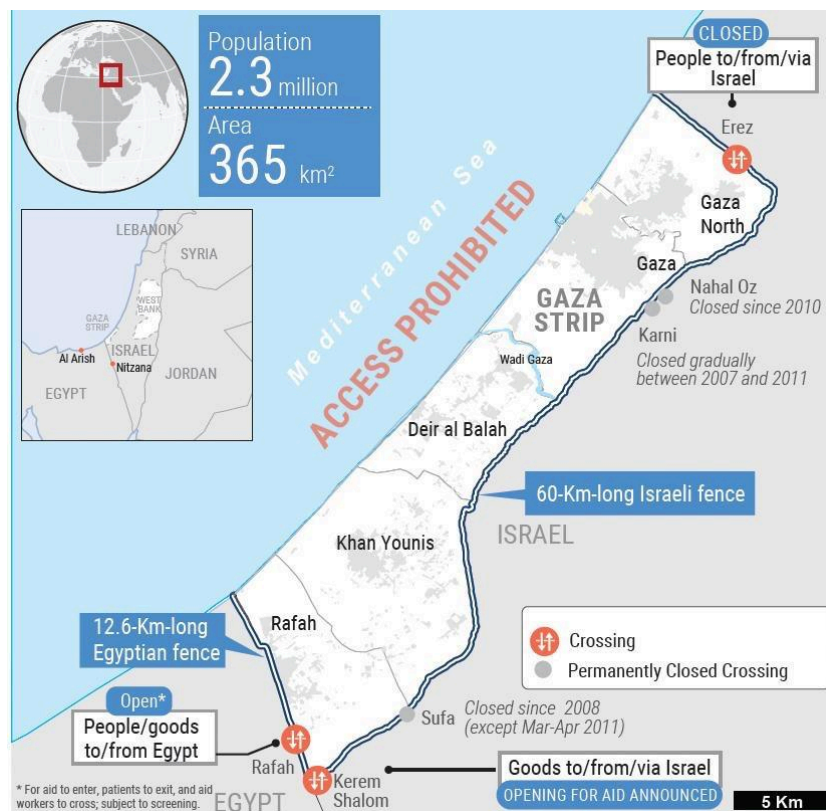 Population
2.3 million
Area
365 km²
CLOSED
People to/from/via
Israel
Erez
Gaza
North
Gaza
Nahal Oz
Closed since 2010
Karni
Closed gradually
between 2007 and 2011
GAZA
STRIP
Mediterranean Sea
ACCESS PROHIBITED
LEBANON
SYRIA
WEST
BANK
GAZA
STRIP
Al Arish
ISRAEL
Nitzana
JORDAN
EGYPT
Wadi Gaza
Deir al Balah
60-Km-long Israeli fence
ISRAEL
Khan Younis
12.6-Km-long
Egyptian fence
Rafah
Crossing
Permanently Closed Crossing
Open*
People/goods
to/from Egypt
Rafah
Sufa
Closed since 2008
(except Mar-Apr 2011)
Kerem
Shalom
Goods to/from/via Israel
OPENING FOR AID ANNOUNCED
* For aid to enter, patients to exit, and aid
workers to cross; subject to screening.
EGYPT
5 Km